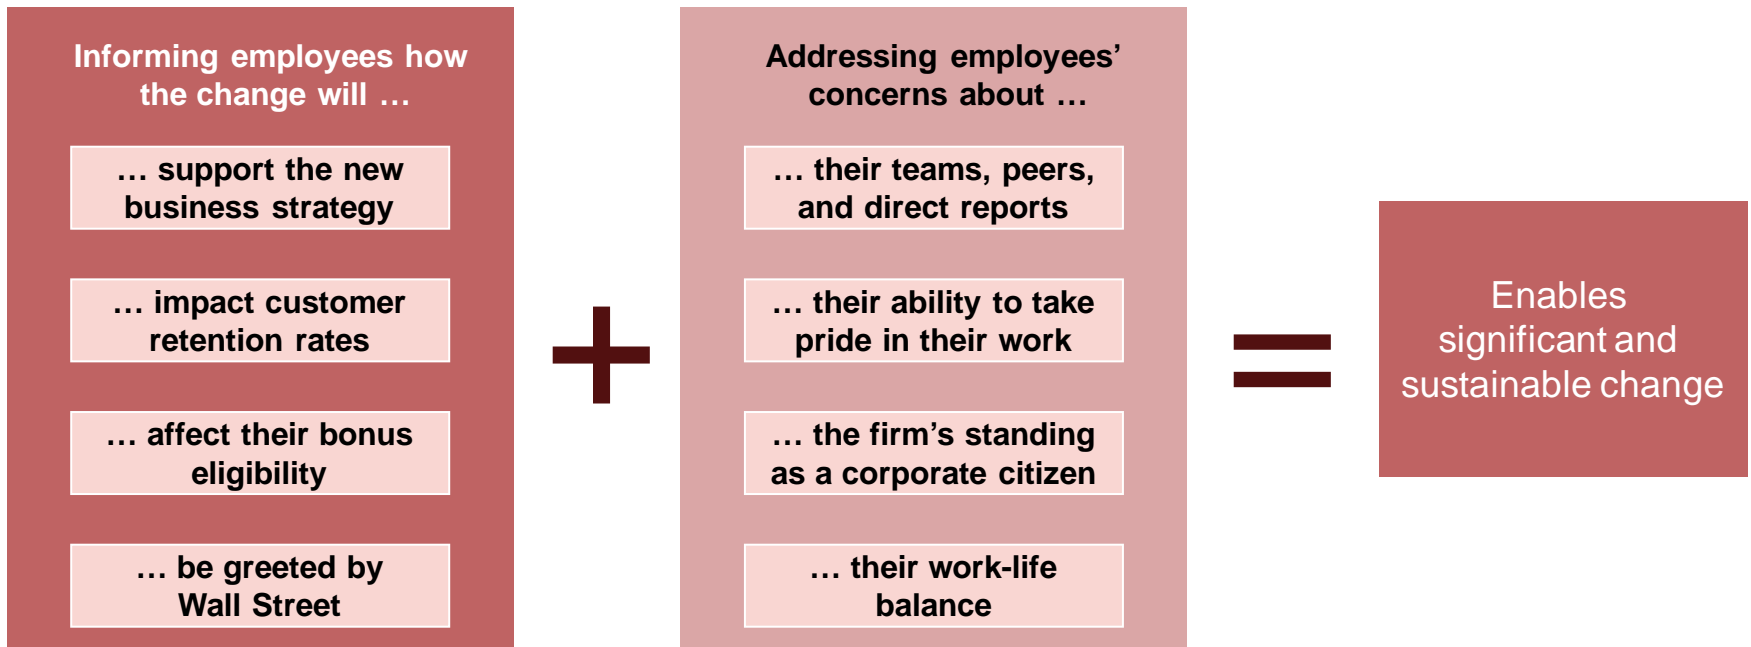 Informing employees how
the change will …
… support the new
business strategy
… impact customer
retention rates
… affect their bonus
eligibility
… be greeted by
Wall Street
+
Addressing employees’
concerns about …
… their teams, peers,
and direct reports
… their ability to take
pride in their work
… the firm’s standing
as a corporate citizen
… their work-life
balance
=
Enables
significant and
sustainable change